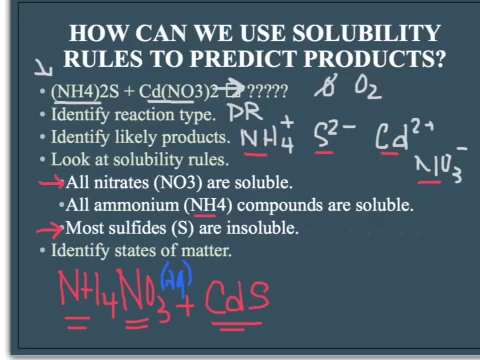 HOW CAN WE USE SOLUBILITY
RULES TO PREDICT PRODUCTS?
• (NH4)2S + Cd(NO3)2 → ????? O2
• Identify reaction type. DR
• Identify likely products. NH4+ S2− Cd2+
• Look at solubility rules. NO3−
•All nitrates (NO3) are soluble.
•All ammonium (NH4) compounds are soluble.
•Most sulfides (S) are insoluble.
• Identify states of matter.
NH4NO3(aq) + CdS